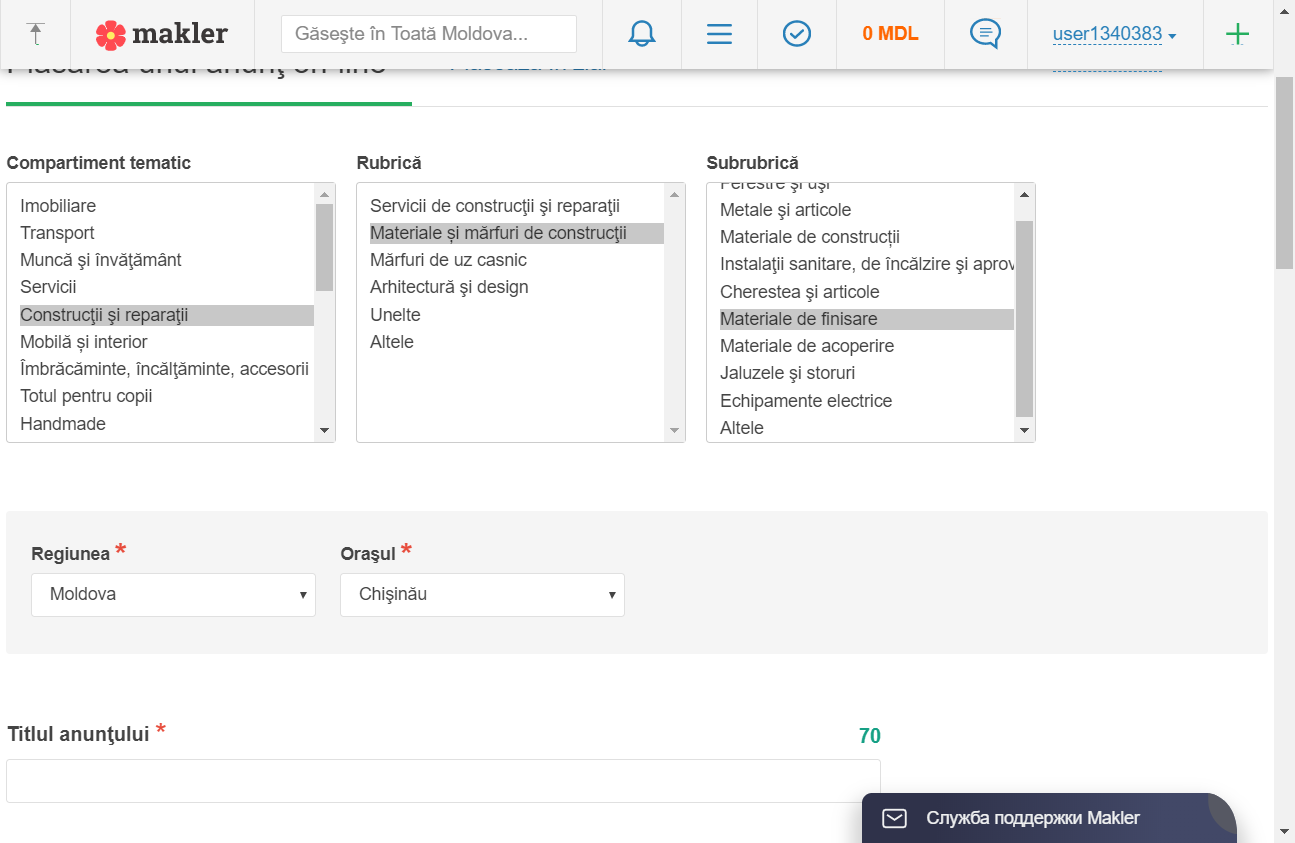 makler
Găseşte în Toată Moldova...
0 MDL
user1340383
Compartiment tematic
Imobiliare
Transport
Muncă şi învăţământ
Servicii
Construcţii şi reparaţii
Mobilă și interior
Îmbrăcăminte, încălţăminte, accesorii
Totul pentru copii
Handmade
Rubrică
Servicii de construcţii şi reparaţii
Materiale și mărfuri de construcţii
Mărfuri de uz casnic
Arhitectură şi design
Unelte
Altele
Subrubrică
Ferestre şi uşi
Metale şi articole
Materiale de construcții
Instalaţii sanitare, de încălzire şi aprov
Cherestea şi articole
Materiale de finisare
Materiale de acoperire
Jaluzele şi storuri
Echipamente electrice
Altele
Regiunea *
Moldova
Oraşul *
Chişinău
Titlul anunţului *
70
Служба поддержки Makler